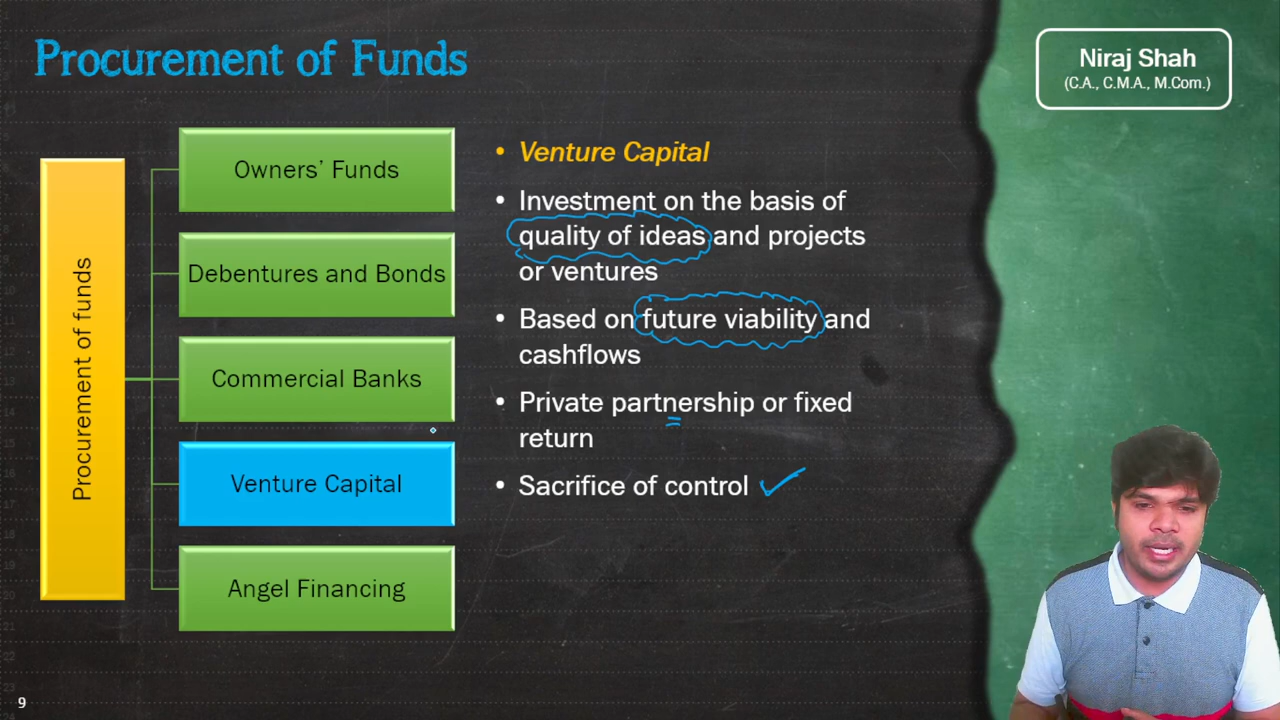 Procurement of Funds
Niraj Shah
(C.A., C.M.A., M.Com.)
Procurement of funds
Owners’ Funds
Debentures and Bonds
Commercial Banks
Venture Capital
Angel Financing
• Venture Capital
• Investment on the basis of
quality of ideas and projects
or ventures
• Based on future viability and
cashflows
• Private partnership or fixed
return
• Sacrifice of control
9